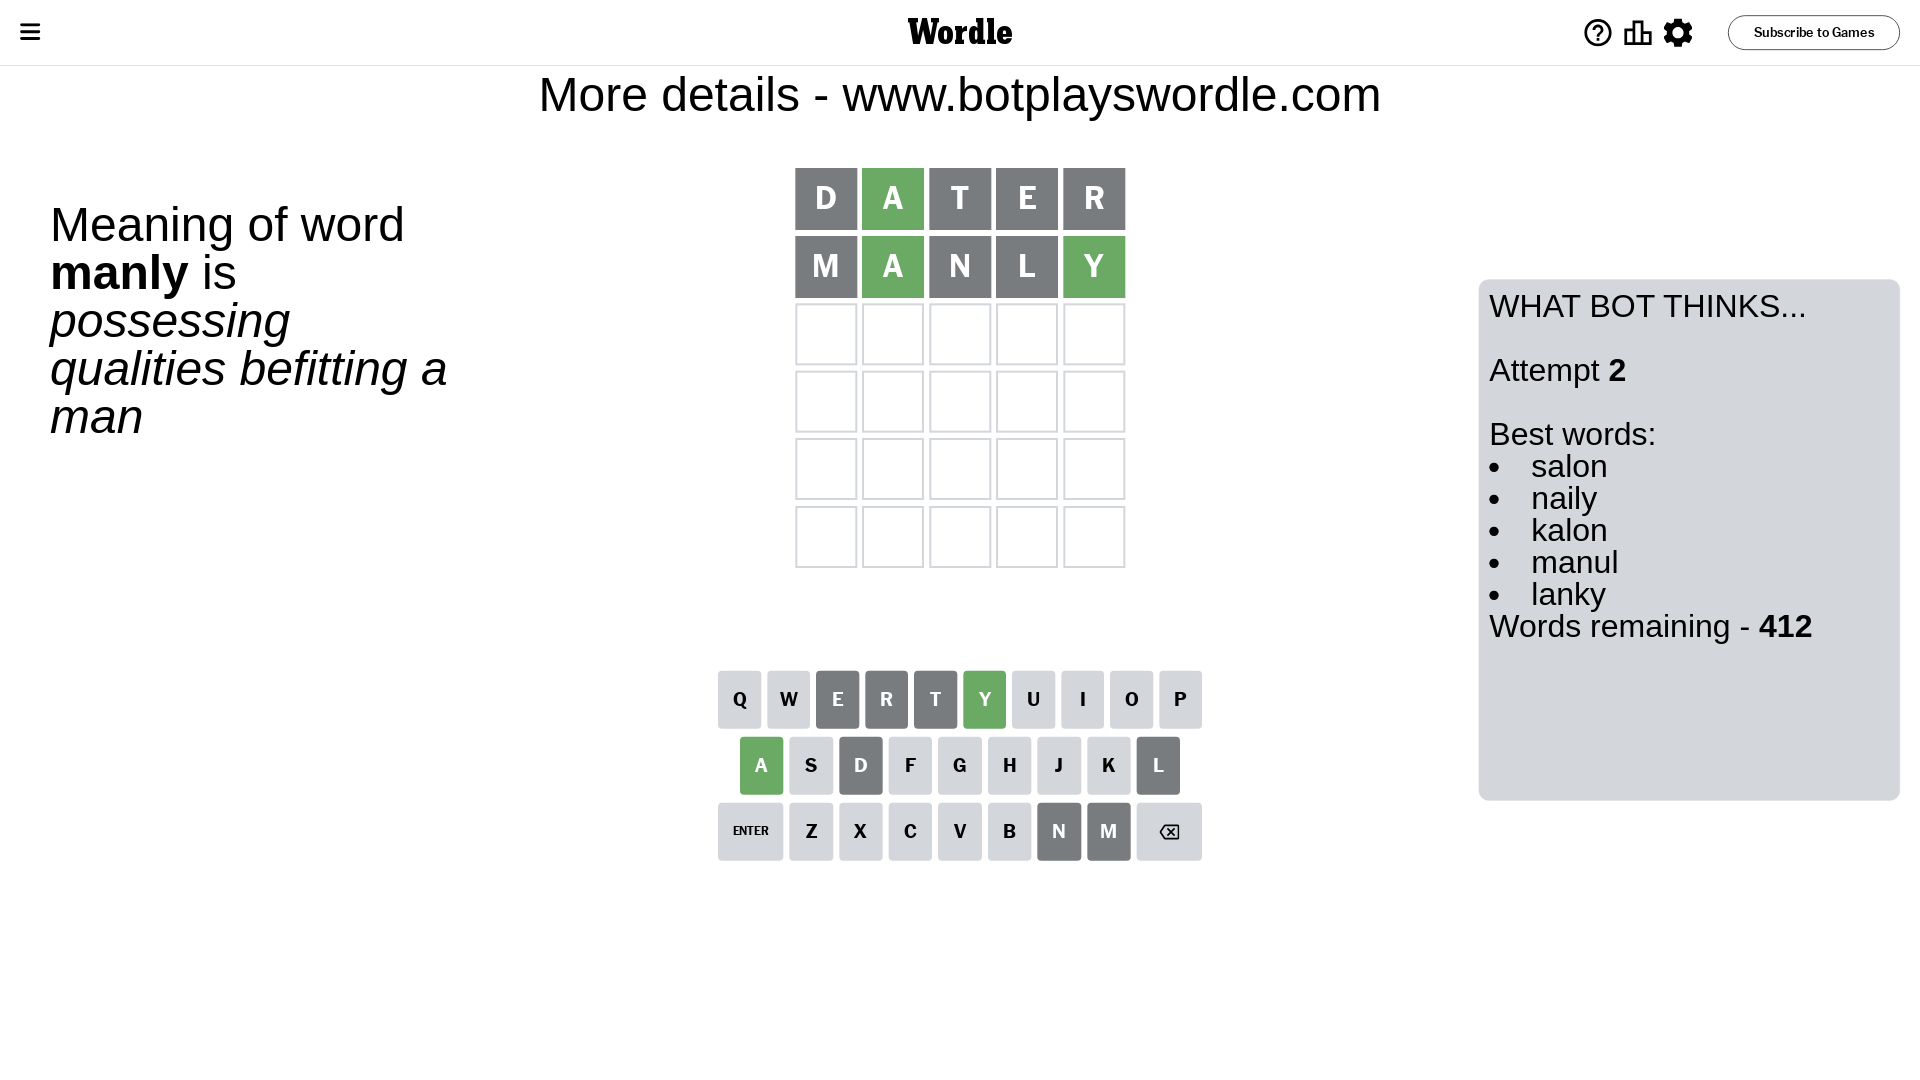 Wordle
Subscribe to Games
More details - www.botplayswordle.com
Meaning of word
manly is
possessing
qualities befitting a
man
D A T E R
M A N L Y
WHAT BOT THINKS...
Attempt 2
Best words:
• salon
• naily
• kalon
• manul
• lanky
Words remaining - 412
Q W E R T Y U I O P
A S D F G H J K L
ENTER Z X C V B N M